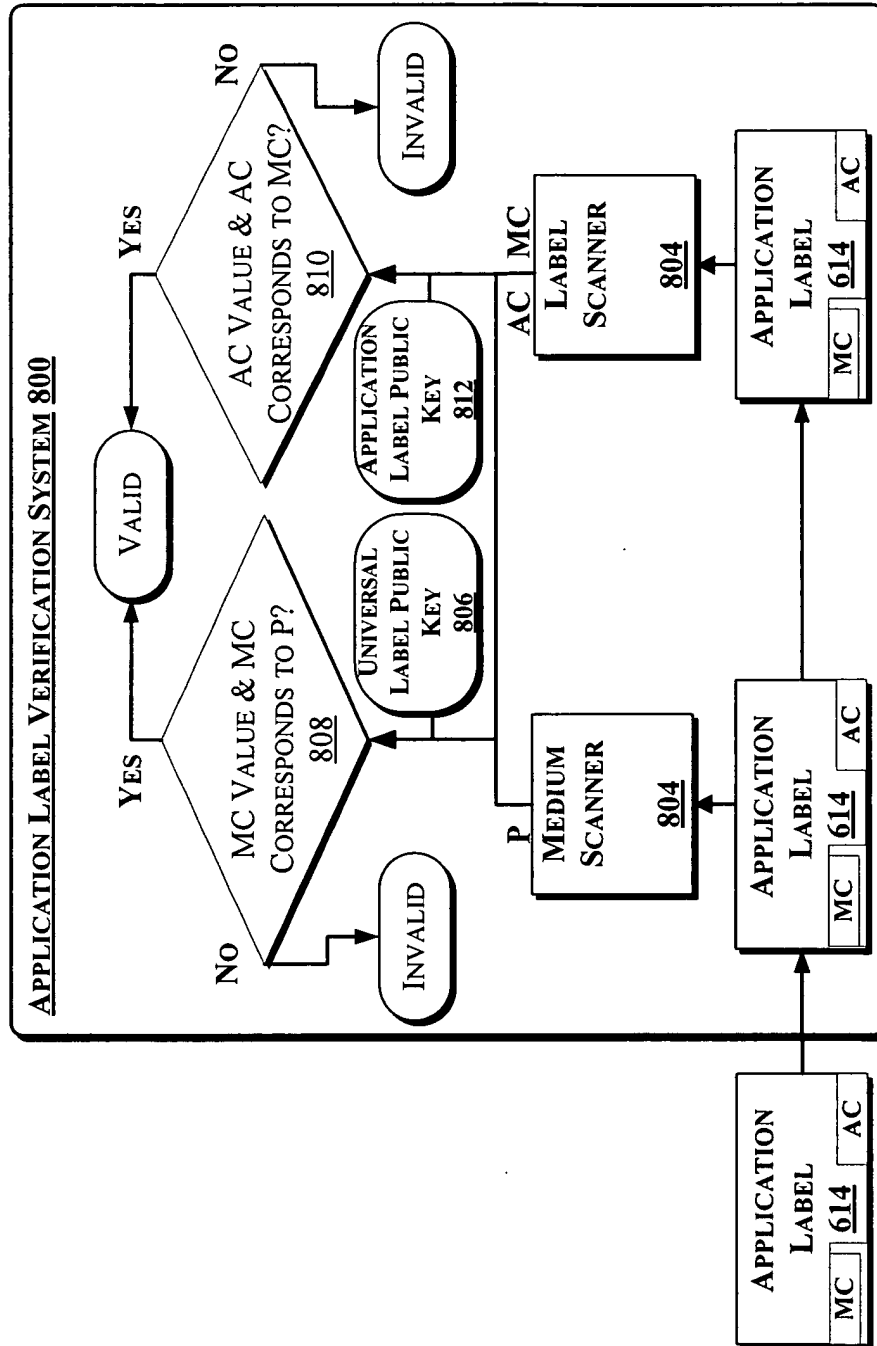 APPLICATION LABEL VERIFICATION SYSTEM 800
VALID
YES
YES
MC VALUE & MC
CORRESPONDS TO P?
808
AC VALUE & AC
CORRESPONDS TO MC?
810
NO
NO
INVALID
INVALID
UNIVERSAL
LABEL PUBLIC
KEY
806
APPLICATION
LABEL PUBLIC
KEY
812
P
MEDIUM
SCANNER
804
AC MC
LABEL
SCANNER
804
APPLICATION
LABEL
614
MC
AC
APPLICATION
LABEL
614
MC
AC
APPLICATION
LABEL
614
MC
AC